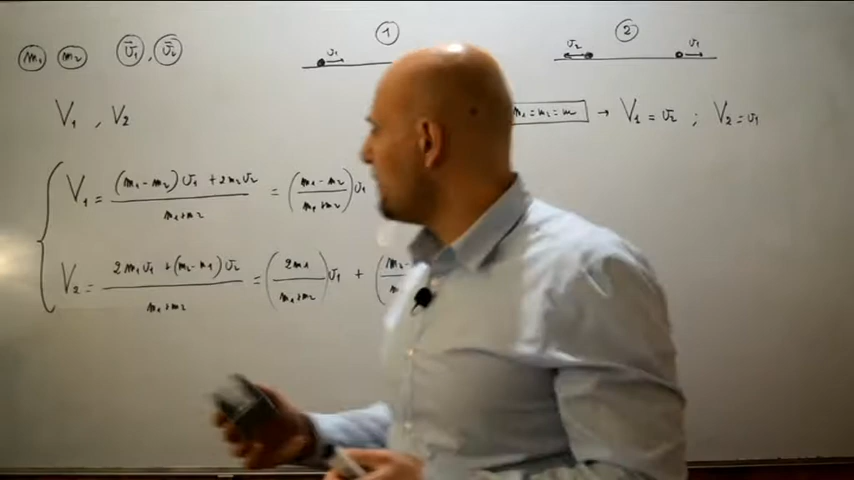 m₁ m₂ v̄₁, v̄₂ 1 2
v₁ v₂ v₁
V₁, V₂ m₁ = m₂ = m → V₁ = v₂ ; V₂ = v₁
V₁ = ((m₁-m₂)v₁ + 2m₂v₂)/(m₁+m₂) = ((m₁-m₂)/(m₁+m₂))v₁
V₂ = (2m₁v₁ + (m₂-m₁)v₂)/(m₁+m₂) = (2m₁/(m₁+m₂))v₁ +